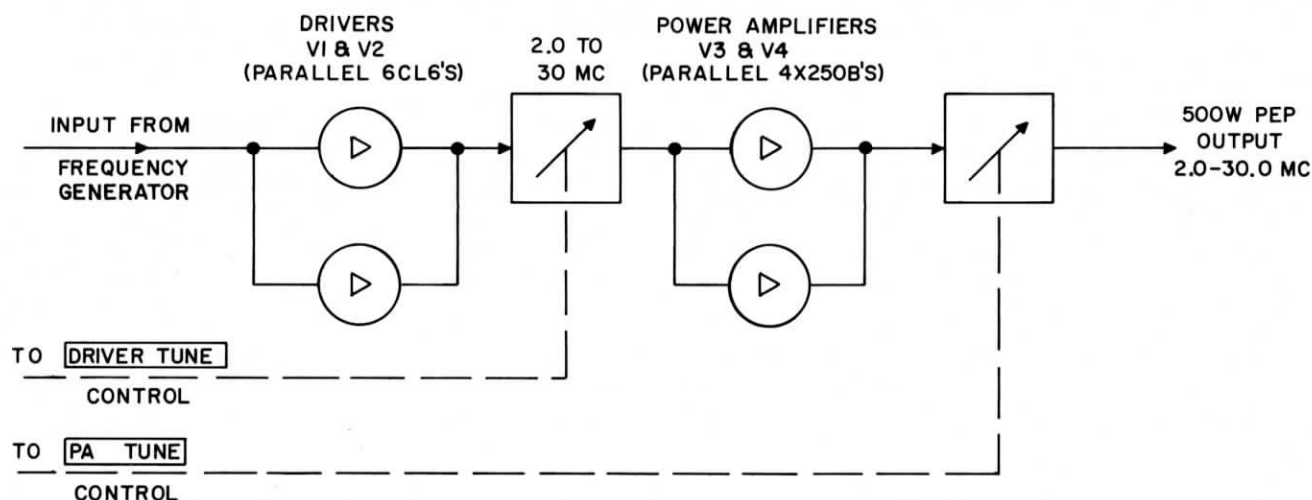 DRIVERS
V1 & V2
(PARALLEL 6CL6'S)
2.0 TO
30 MC
POWER AMPLIFIERS
V3 & V4
(PARALLEL 4X250B'S)
INPUT FROM
FREQUENCY
GENERATOR
500W PEP
OUTPUT
2.0-30.0 MC
TO DRIVER TUNE
CONTROL
TO PA TUNE
CONTROL